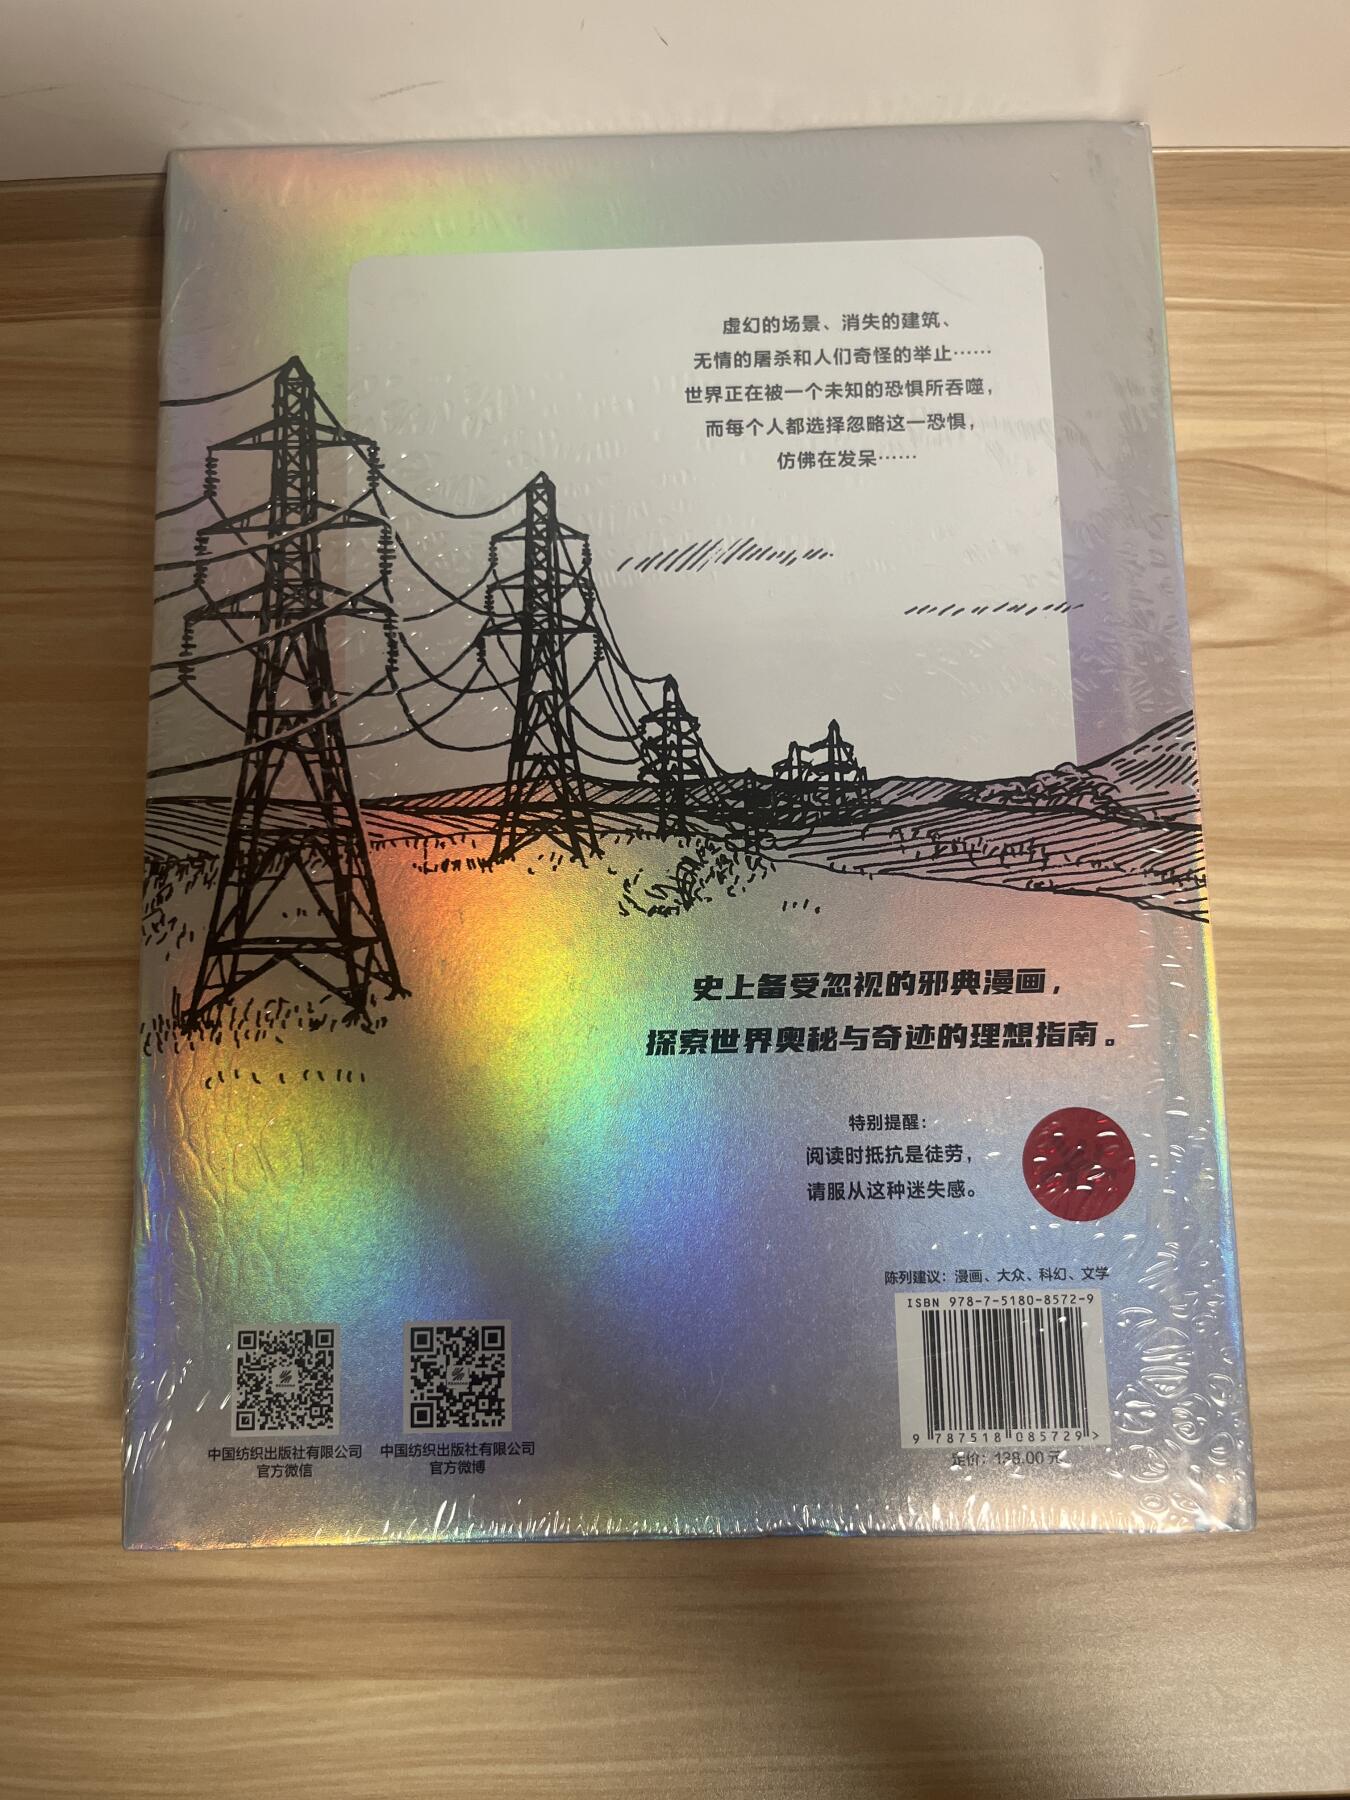 虚幻的场景、消失的建筑、
无情的屠杀和人们奇怪的举止……
世界正在被一个未知的恐惧所吞噬，
而每个人都选择忽略这一恐惧，
仿佛在发呆……
史上备受忽视的邪典漫画，
探索世界奥秘与奇迹的理想指南。
特别提醒：
阅读时抵抗是徒劳，
请服从这种迷失感。
陈列建议：漫画、大众、科幻、文学
ISBN 978-7-5180-8572-9
9 787518 085729 >
定价：128.00 元
中国纺织出版社有限公司
官方微信
中国纺织出版社有限公司
官方微博